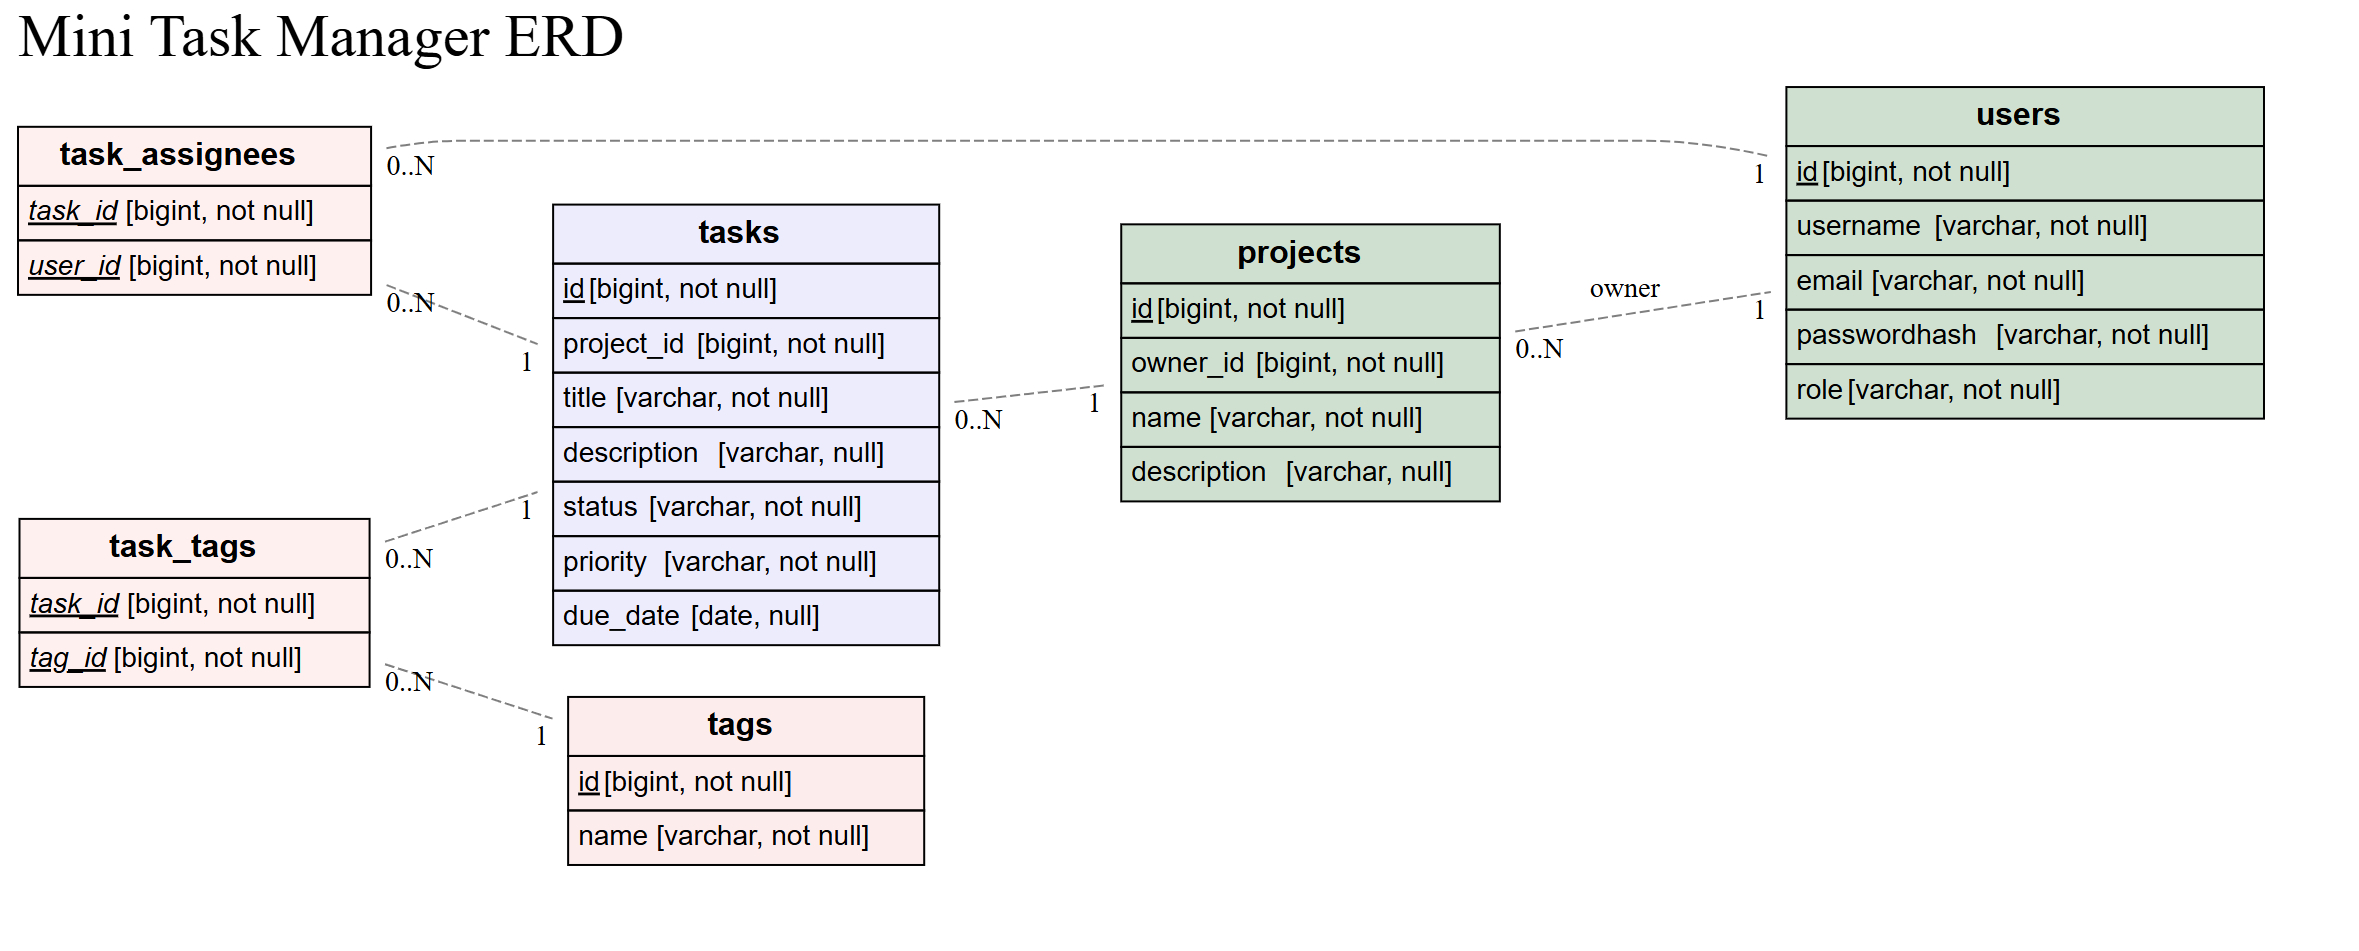 Mini Task Manager ERD
task_assignees
task_id [bigint, not null]
user_id [bigint, not null]
0..N
1
0..N
1
tasks
id [bigint, not null]
project_id [bigint, not null]
title [varchar, not null]
description [varchar, null]
status [varchar, not null]
priority [varchar, not null]
due_date [date, null]
0..N
1
projects
id [bigint, not null]
owner_id [bigint, not null]
name [varchar, not null]
description [varchar, null]
owner
0..N
1
users
id [bigint, not null]
username [varchar, not null]
email [varchar, not null]
passwordhash [varchar, not null]
role [varchar, not null]
task_tags
task_id [bigint, not null]
tag_id [bigint, not null]
0..N
1
0..N
1
tags
id [bigint, not null]
name [varchar, not null]